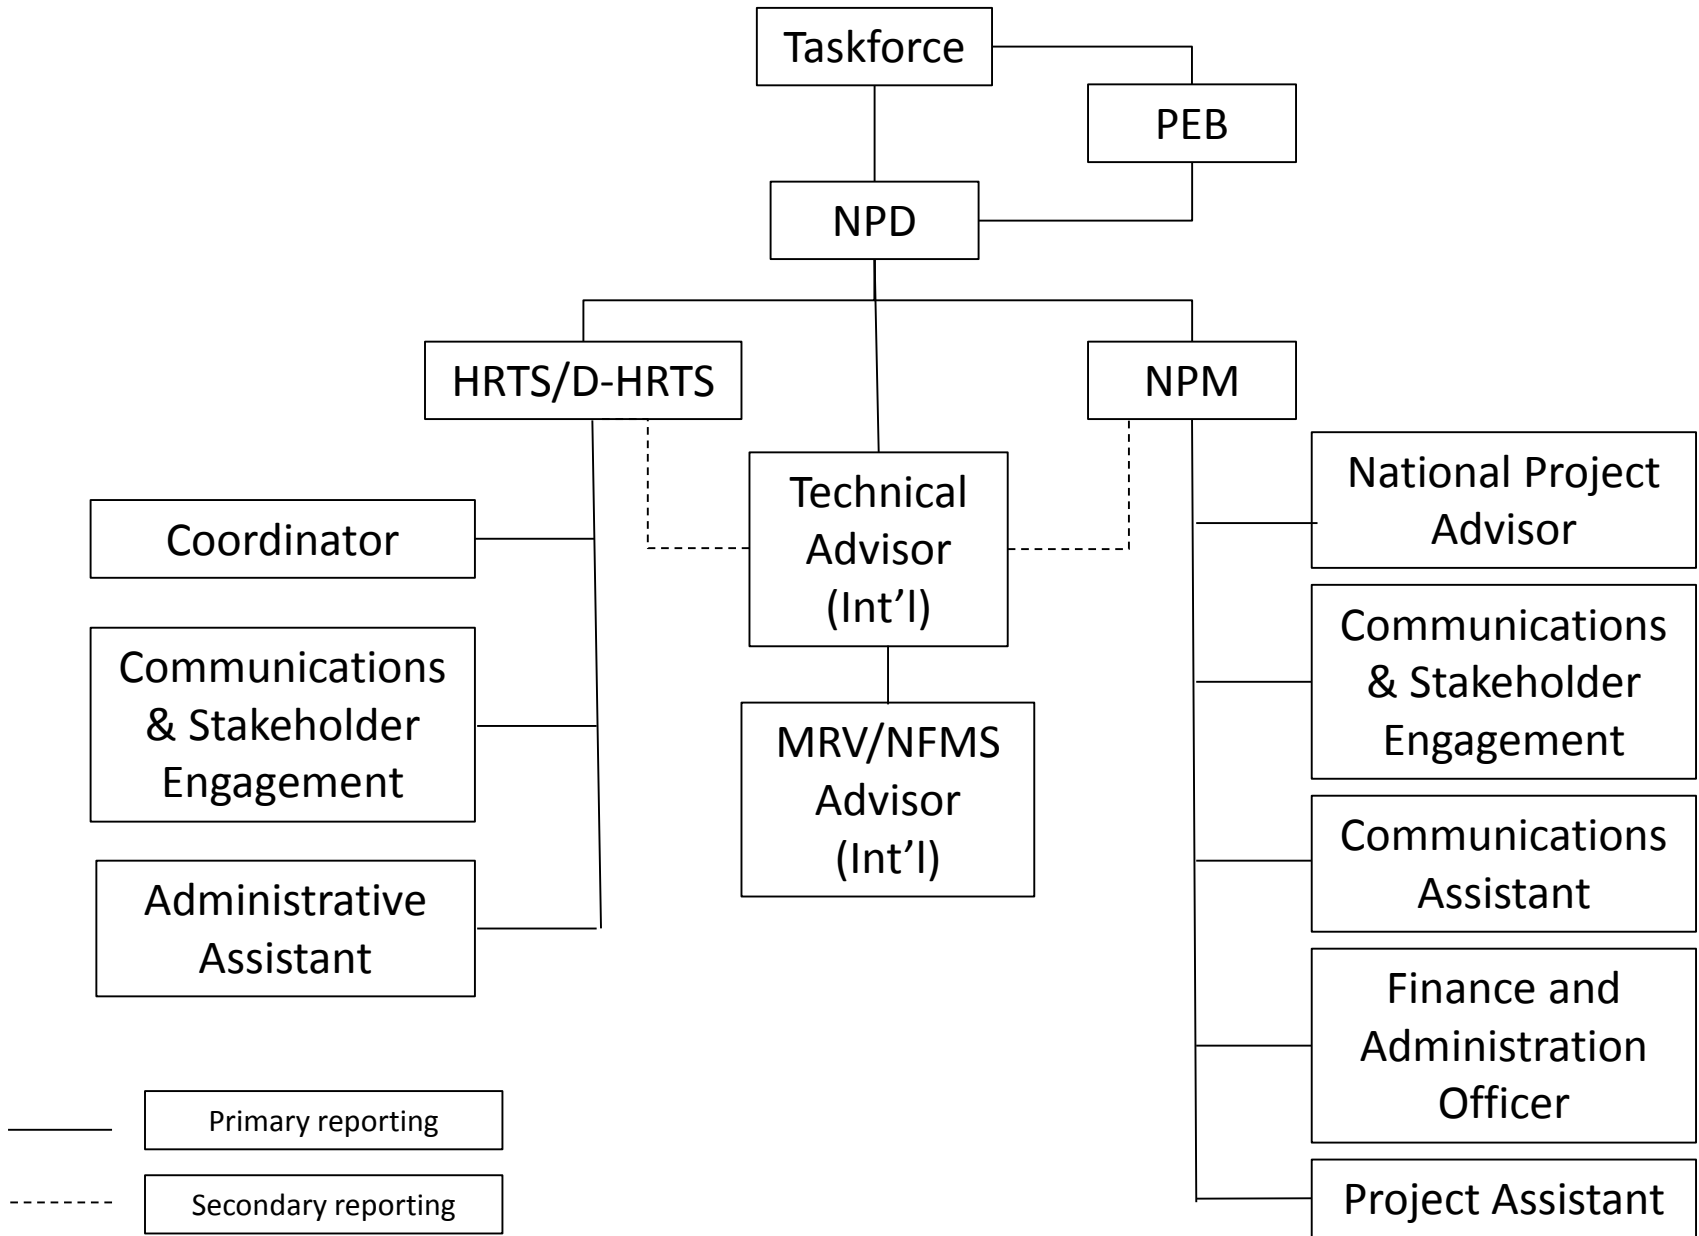 Taskforce
PEB
NPD
HRTS/D-HRTS
NPM
Technical
Advisor
(Int’l)
MRV/NFMS
Advisor
(Int’l)
Coordinator
Communications
& Stakeholder
Engagement
Administrative
Assistant
National Project
Advisor
Communications
& Stakeholder
Engagement
Communications
Assistant
Finance and
Administration
Officer
Project Assistant
Primary reporting
Secondary reporting